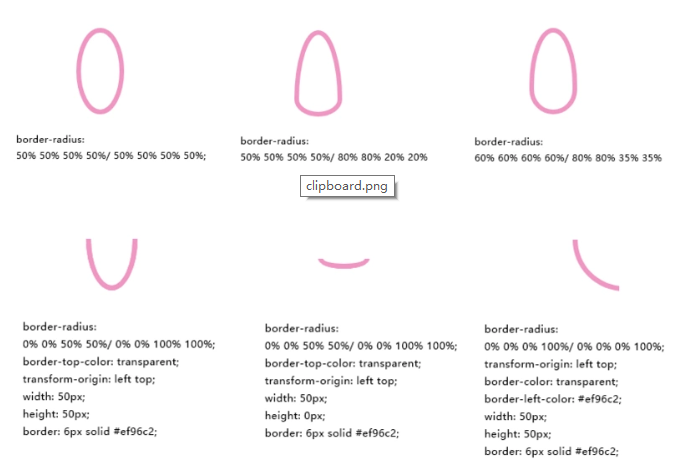 border-radius:
50% 50% 50% 50%/ 50% 50% 50% 50%;
border-radius:
50% 50% 50% 50%/ 80% 80% 20% 20%
border-radius:
60% 60% 60% 60%/ 80% 80% 35% 35%
clipboard.png
border-radius:
0% 0% 50% 50%/ 0% 0% 100% 100%;
border-top-color: transparent;
transform-origin: left top;
width: 50px;
height: 50px;
border: 6px solid #ef96c2;
border-radius:
0% 0% 50% 50%/ 0% 0% 100% 100%;
border-top-color: transparent;
transform-origin: left top;
width: 50px;
height: 0px;
border: 6px solid #ef96c2;
border-radius:
0% 0% 0% 100%/ 0% 0% 0% 100%;
transform-origin: left top;
border-color: transparent;
border-left-color: #ef96c2;
width: 50px;
height: 50px;
border: 6px solid #ef96c2;